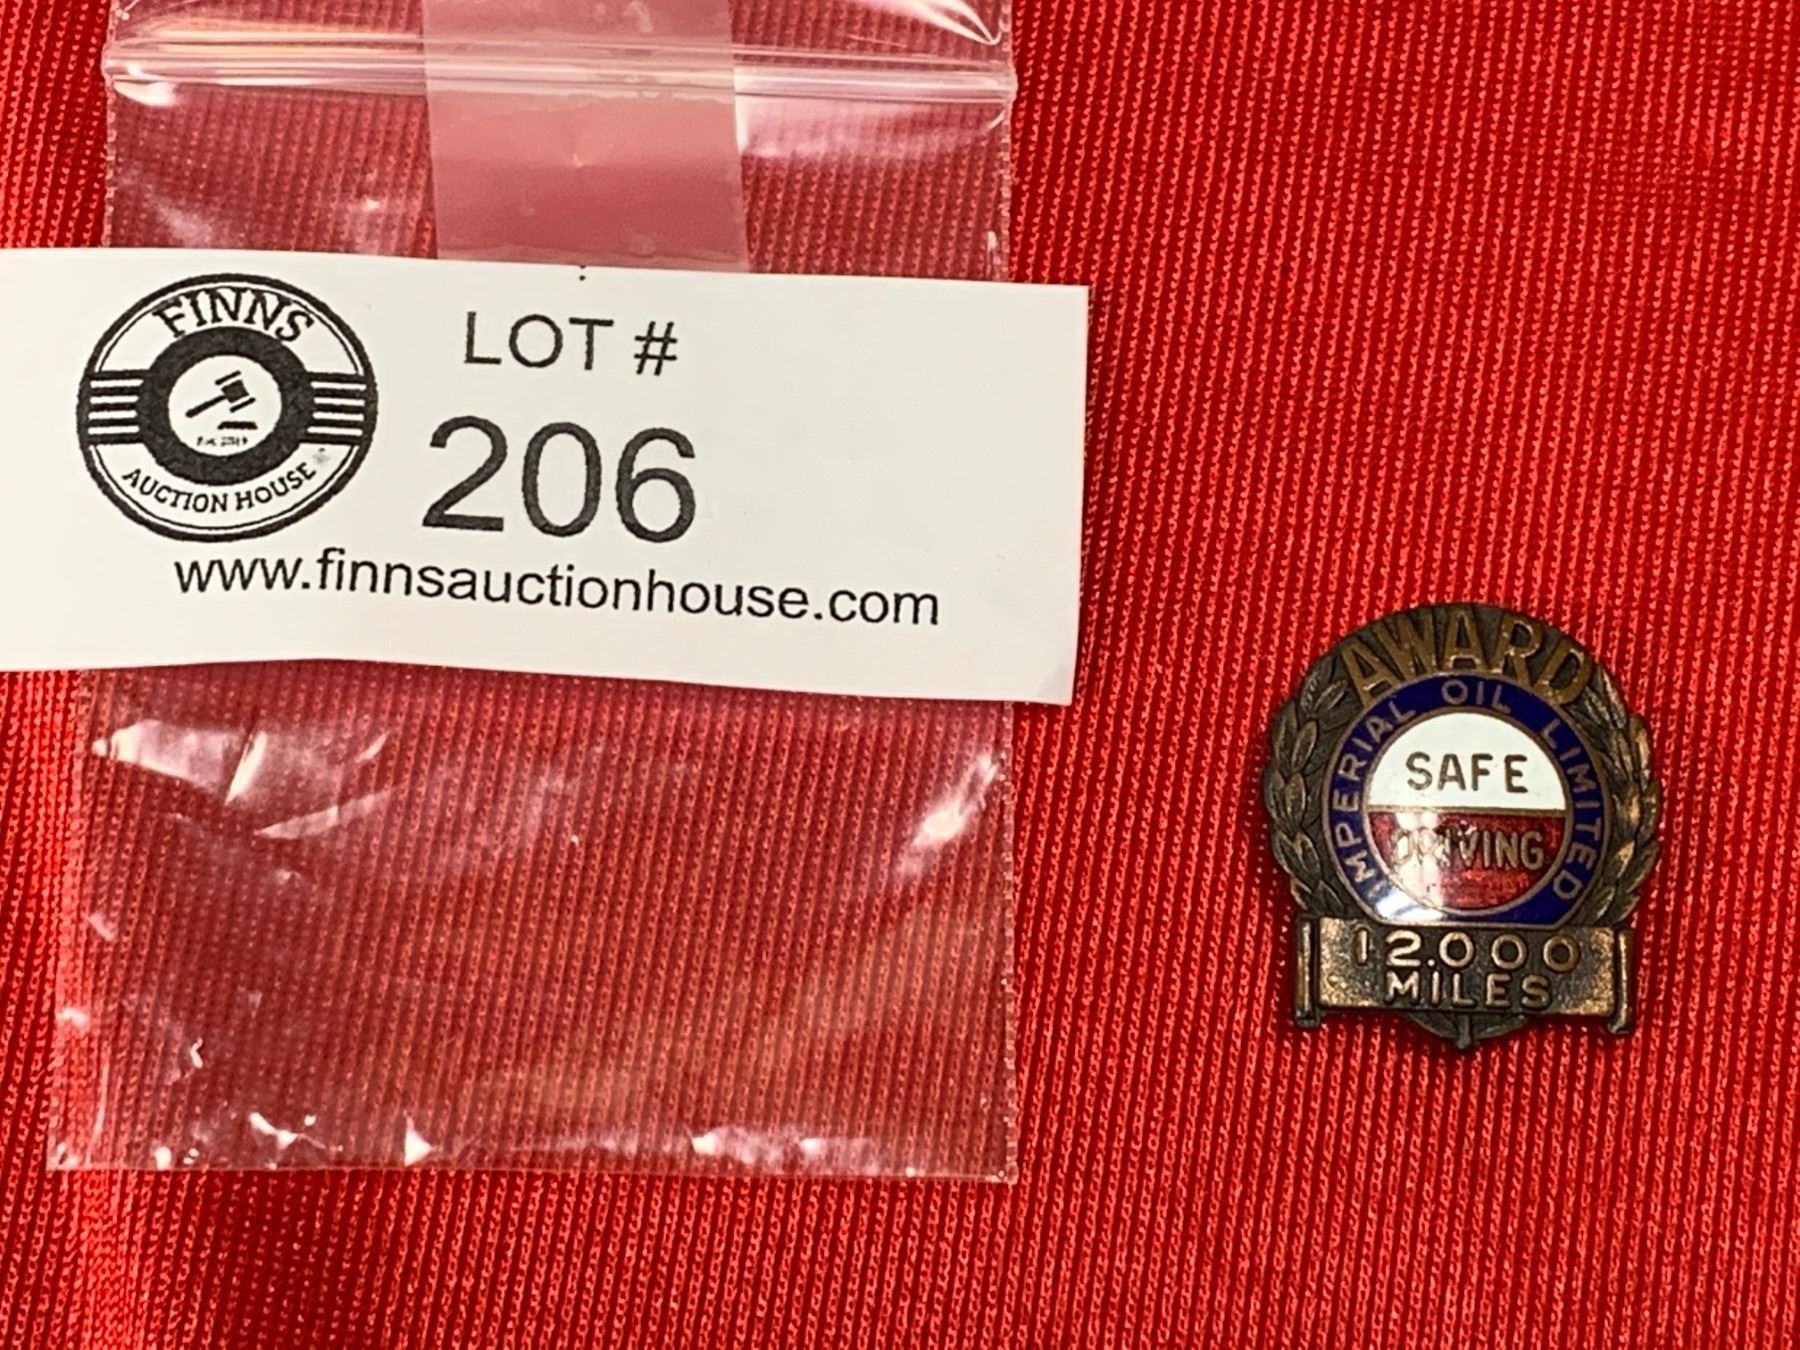 FINNS
AUCTION HOUSE
LOT #
206
www.finnsauctionhouse.com
AWARD
IMPERIAL OIL LIMITED
SAFE
DRIVING
12.000
MILES